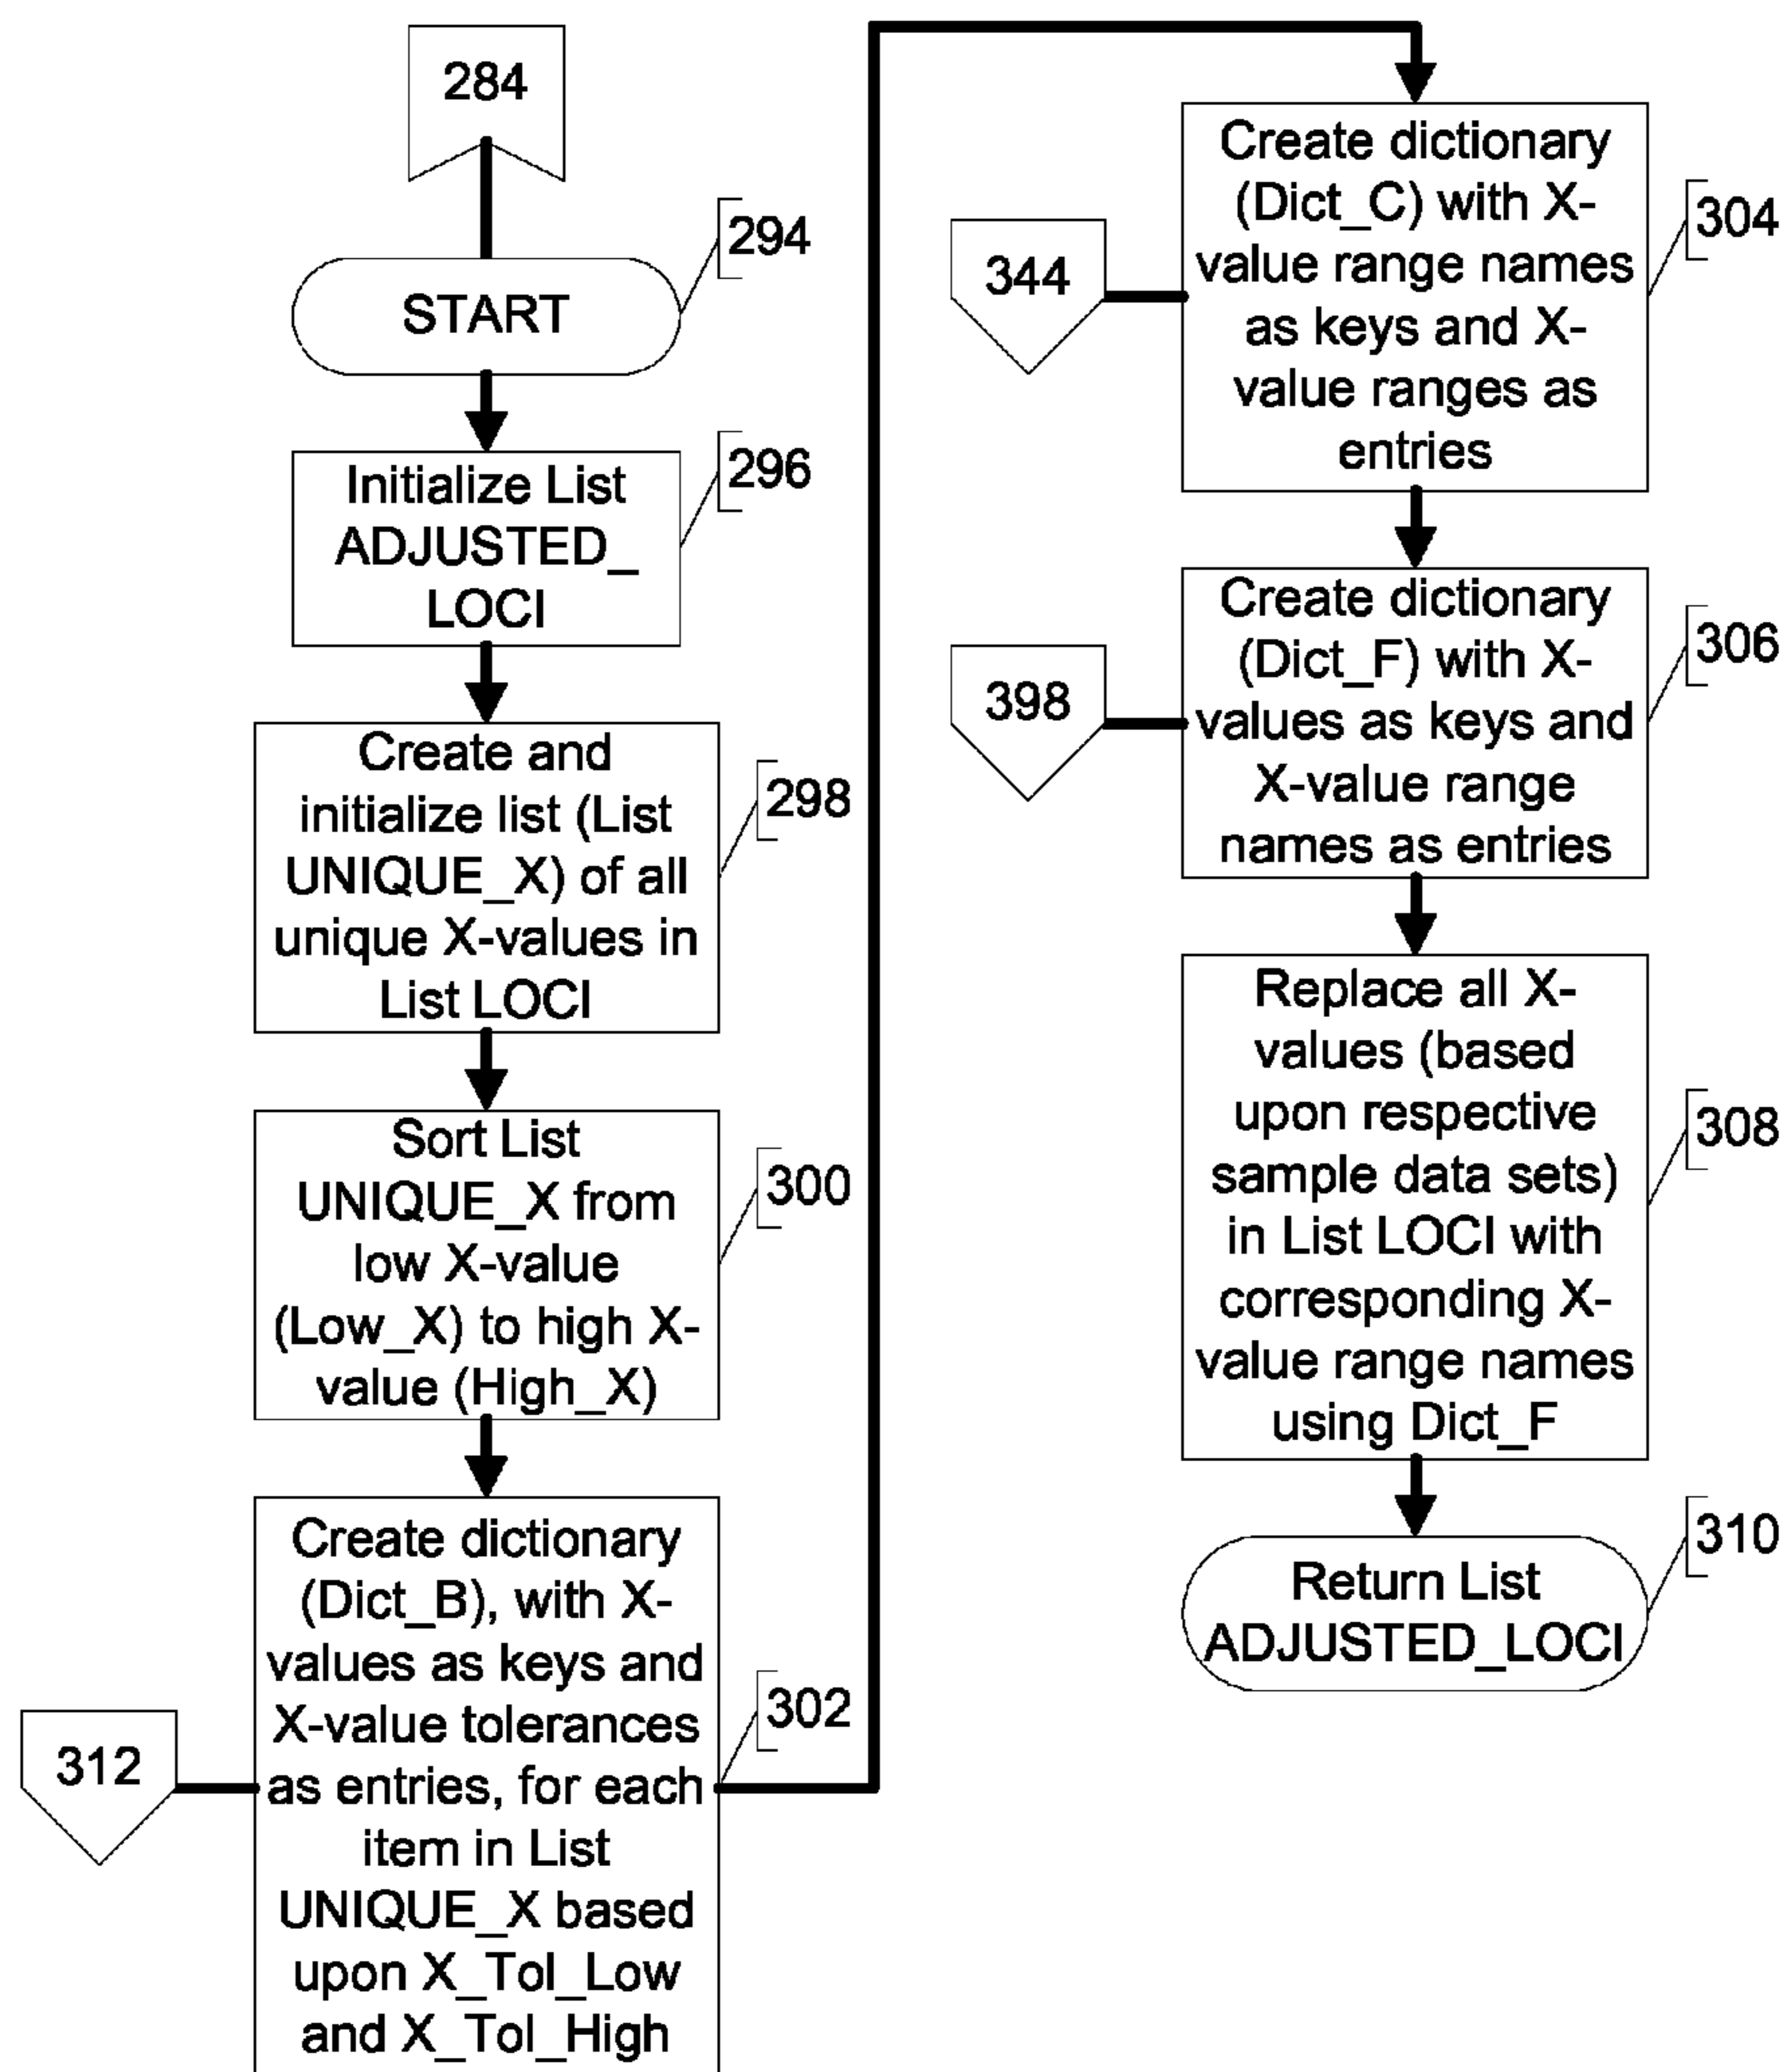 284
START
294
Initialize List
ADJUSTED_
LOCI
296
Create and
initialize list (List
UNIQUE_X) of all
unique X-values in
List LOCI
298
Sort List
UNIQUE_X from
low X-value
(Low_X) to high X-
value (High_X)
300
Create dictionary
(Dict_B), with X-
values as keys and
X-value tolerances
as entries, for each
item in List
UNIQUE_X based
upon X_Tol_Low
and X_Tol_High
302
312
Create dictionary
(Dict_C) with X-
value range names
as keys and X-
value ranges as
entries
304
344
Create dictionary
(Dict_F) with X-
values as keys and
X-value range
names as entries
306
398
Replace all X-
values (based
upon respective
sample data sets)
in List LOCI with
corresponding X-
value range names
using Dict_F
308
Return List
ADJUSTED_LOCI
310